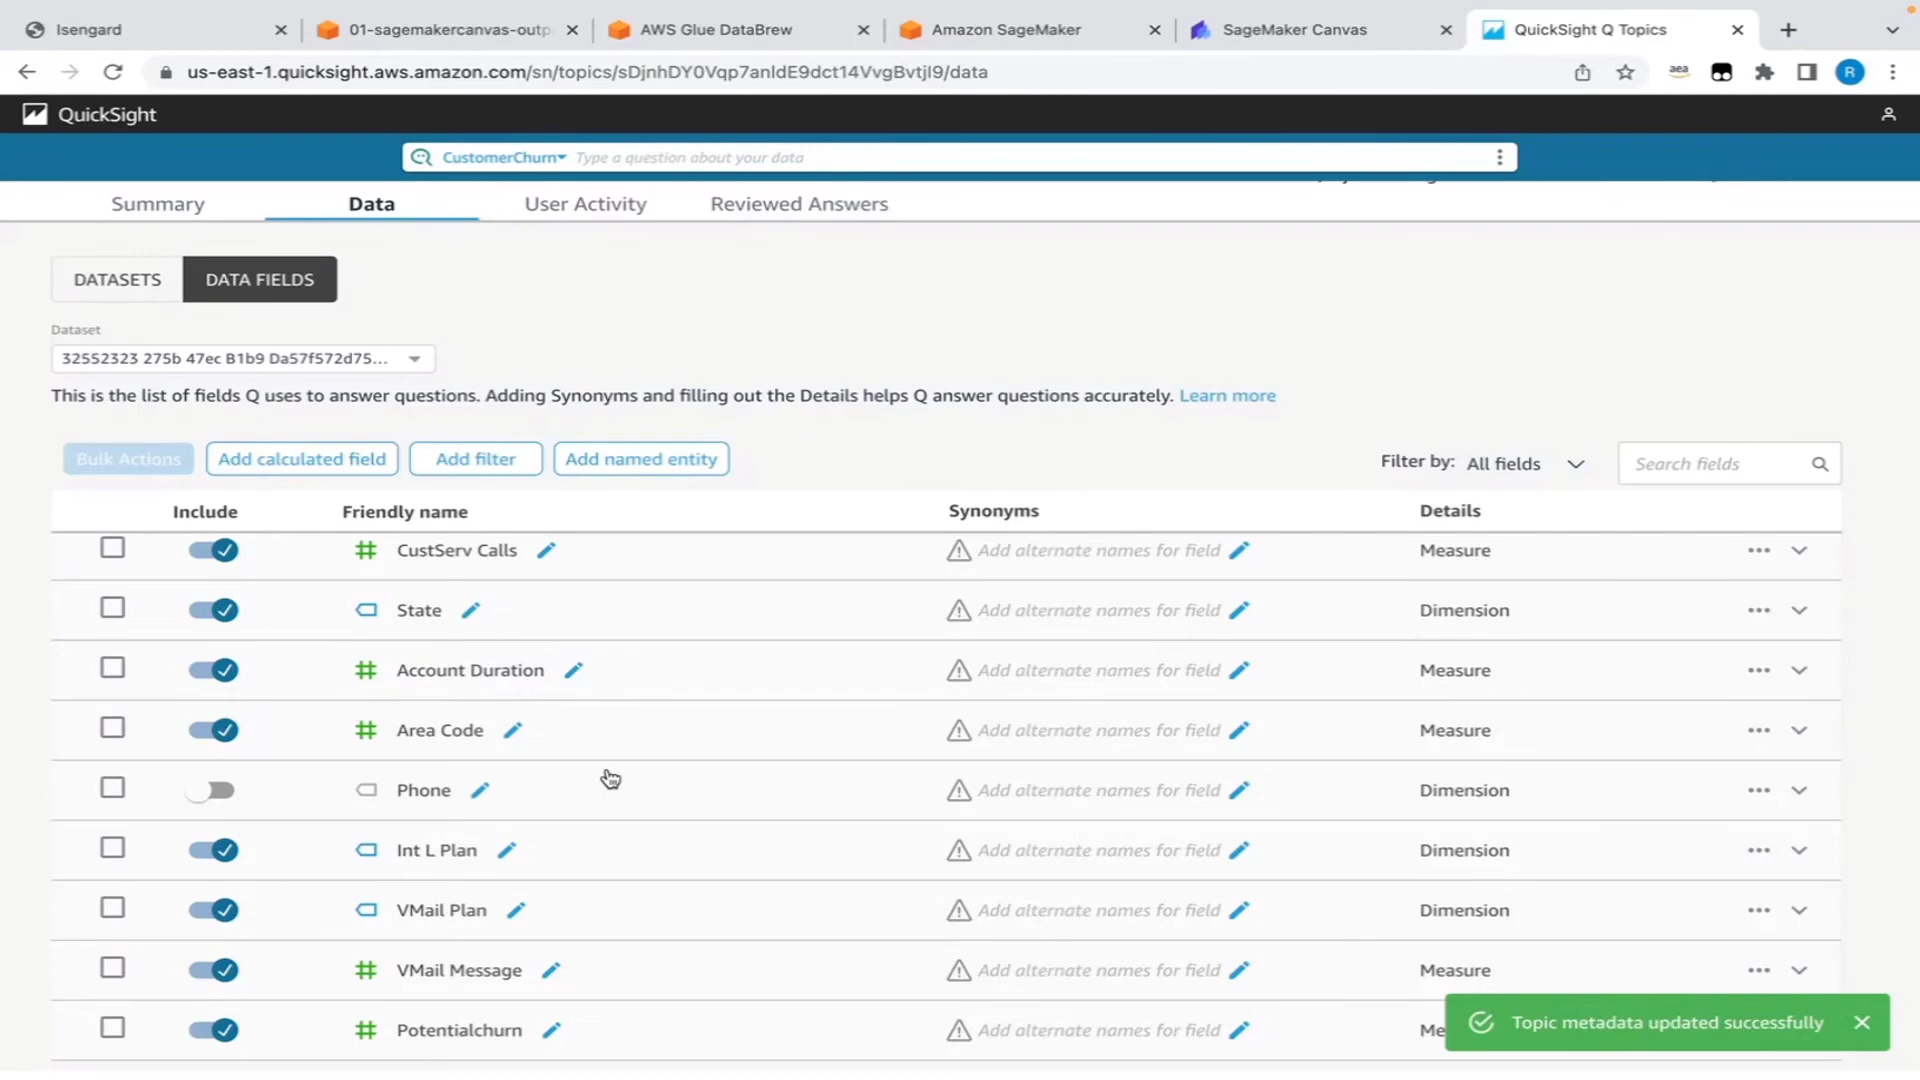 Isengard
01-sagemakercanvas-outp
AWS Glue DataBrew
Amazon SageMaker
SageMaker Canvas
QuickSight Q Topics
us-east-1.quicksight.aws.amazon.com/sn/topics/sDjnhDY0Vqp7anldE9dct14VvgBvtjI9/data
aea
R
QuickSight
CustomerChurn Type a question about your data
Summary
Data
User Activity
Reviewed Answers
DATASETS
DATA FIELDS
Dataset
32552323 275b 47ec B1b9 Da57f572d75...
This is the list of fields Q uses to answer questions. Adding Synonyms and filling out the Details helps Q answer questions accurately. Learn more
Bulk Actions
Add calculated field
Add filter
Add named entity
Filter by: All fields
Search fields
Include Friendly name Synonyms Details
CustServ Calls Add alternate names for field Measure
State Add alternate names for field Dimension
Account Duration Add alternate names for field Measure
Area Code Add alternate names for field Measure
Phone Add alternate names for field Dimension
Int L Plan Add alternate names for field Dimension
VMail Plan Add alternate names for field Dimension
VMail Message Add alternate names for field Measure
Potentialchurn Add alternate names for field Me
Topic metadata updated successfully